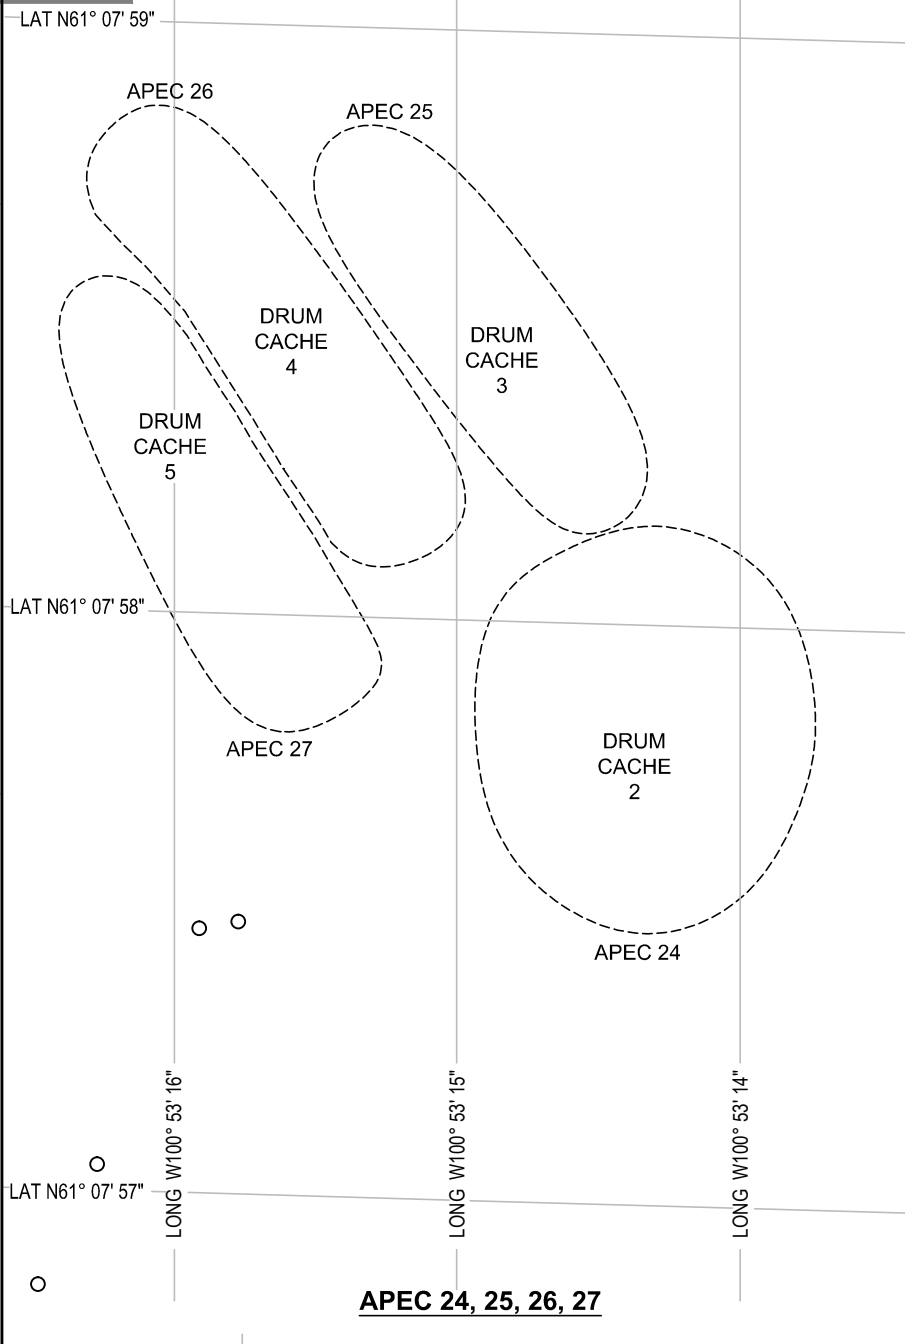 LAT N61° 07' 59"
APEC 26
APEC 25
DRUM
CACHE
4
DRUM
CACHE
3
DRUM
CACHE
5
LAT N61° 07' 58"
APEC 27
DRUM
CACHE
2
APEC 24
LONG W100° 53' 16"
LONG W100° 53' 15"
LONG W100° 53' 14"
LAT N61° 07' 57"
APEC 24, 25, 26, 27